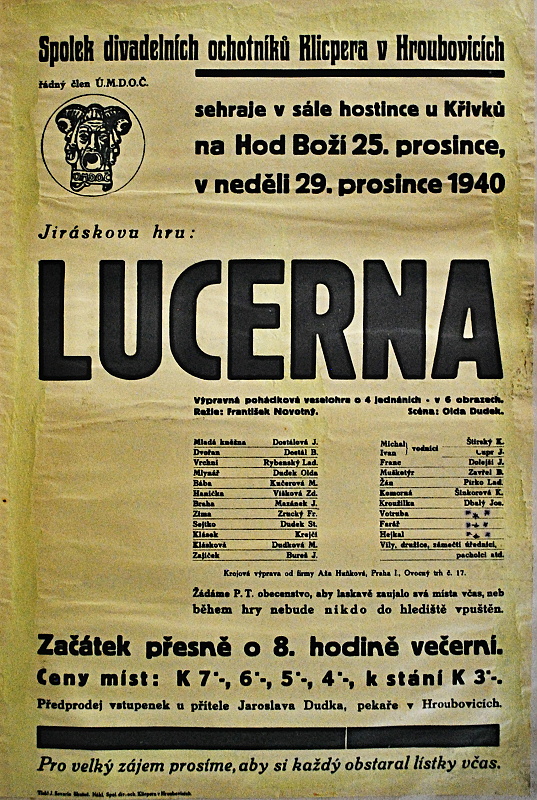 Spolek divadelních ochotníků Klicpera v Hroubovicích
řádný člen Ú.M.D.O.Č.
sehraje v sále hostince u Křivků
na Hod Boží 25. prosince,
v neděli 29. prosince 1940
Jiráskovu hru:
LUCERNA
Výpravná pohádková veselohra o 4 jednáních - v 6 obrazech.
Režie: František Novotný. Scéna: Olda Dudek.
Mladá kněžna Dostálová J.
Dvořan Dostál B.
Vrchní Rybenský Lad.
Mlynář Dudek Olda
Bába Kučerová M.
Hanička Víšková Zd.
Braha Mazánek J.
Zima Zrucký Fr.
Sejtko Dudek St.
Klásek Krejčí
Klásková Dudková M.
Zajíček Bureš J.
Michal Štirský K.
vodníci
Ivan Cupr J.
Franc Dolejší J.
Mušketýr Zavřel B.
Žán Pírko Lad.
Komorná Šinkorová K.
Kroužilka Dbalý Jos.
Votruba * * *
Farář * * *
Hejkal * * *
Víly, družice, zámečtí úředníci,
pacholci atd.
Krojová výprava od firmy Aža Huňková, Praha I., Ovocný trh č. 17.
Žádáme P. T. obecenstvo, aby laskavě zaujalo svá místa včas, neb
během hry nebude nikdo do hlediště vpuštěn.
Začátek přesně o 8. hodině večerní.
Ceny míst: K 7·-, 6·-, 5·-, 4·-, k stání K 3·-.
Předprodej vstupenek u přítele Jaroslava Dudka, pekaře v Hroubovicích.
Pro velký zájem prosíme, aby si každý obstaral lístky včas.